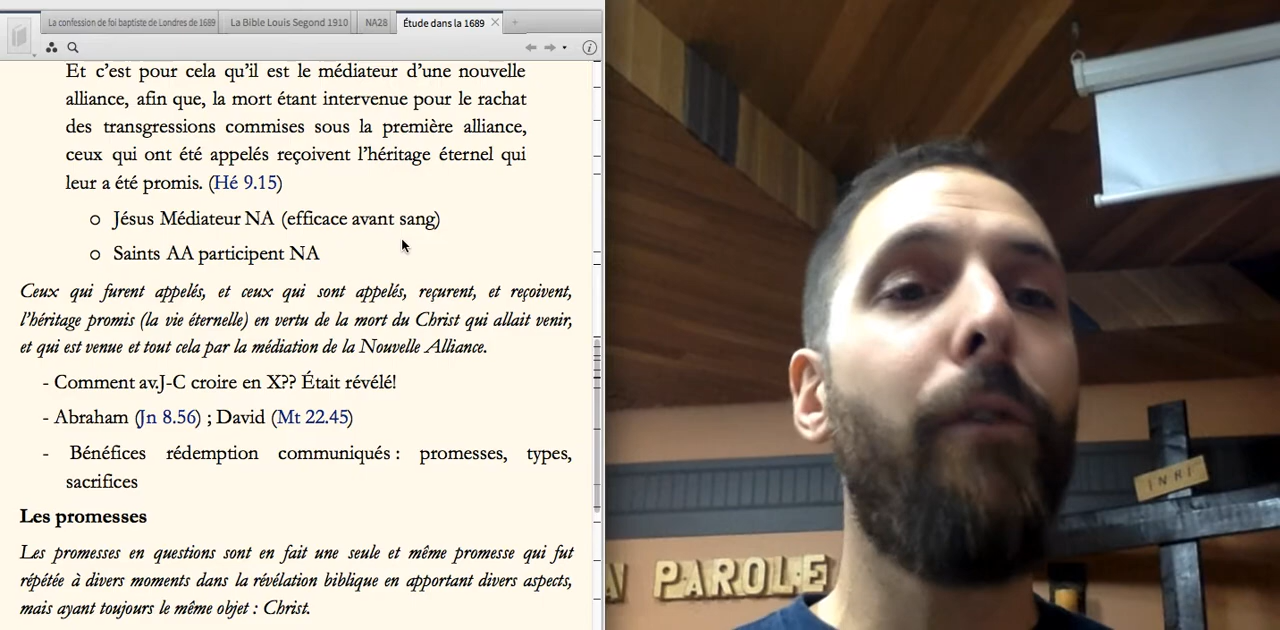 La confession de foi baptiste de Londres de 1689
La Bible Louis Segond 1910
NA28
Étude dans la 1689
Et c’est pour cela qu’il est le médiateur d’une nouvelle
alliance, afin que, la mort étant intervenue pour le rachat
des transgressions commises sous la première alliance,
ceux qui ont été appelés reçoivent l’héritage éternel qui
leur a été promis. (Hé 9.15)
o Jésus Médiateur NA (efficace avant sang)
o Saints AA participent NA
Ceux qui furent appelés, et ceux qui sont appelés, reçurent, et reçoivent,
l’héritage promis (la vie éternelle) en vertu de la mort du Christ qui allait venir,
et qui est venue et tout cela par la médiation de la Nouvelle Alliance.
- Comment av.J-C croire en X?? Était révélé!
- Abraham (Jn 8.56) ; David (Mt 22.45)
- Bénéfices rédemption communiqués : promesses, types,
sacrifices
Les promesses
Les promesses en questions sont en fait une seule et même promesse qui fut
répétée à divers moments dans la révélation biblique en apportant divers aspects,
mais ayant toujours le même objet : Christ.
INRI
PAROLE